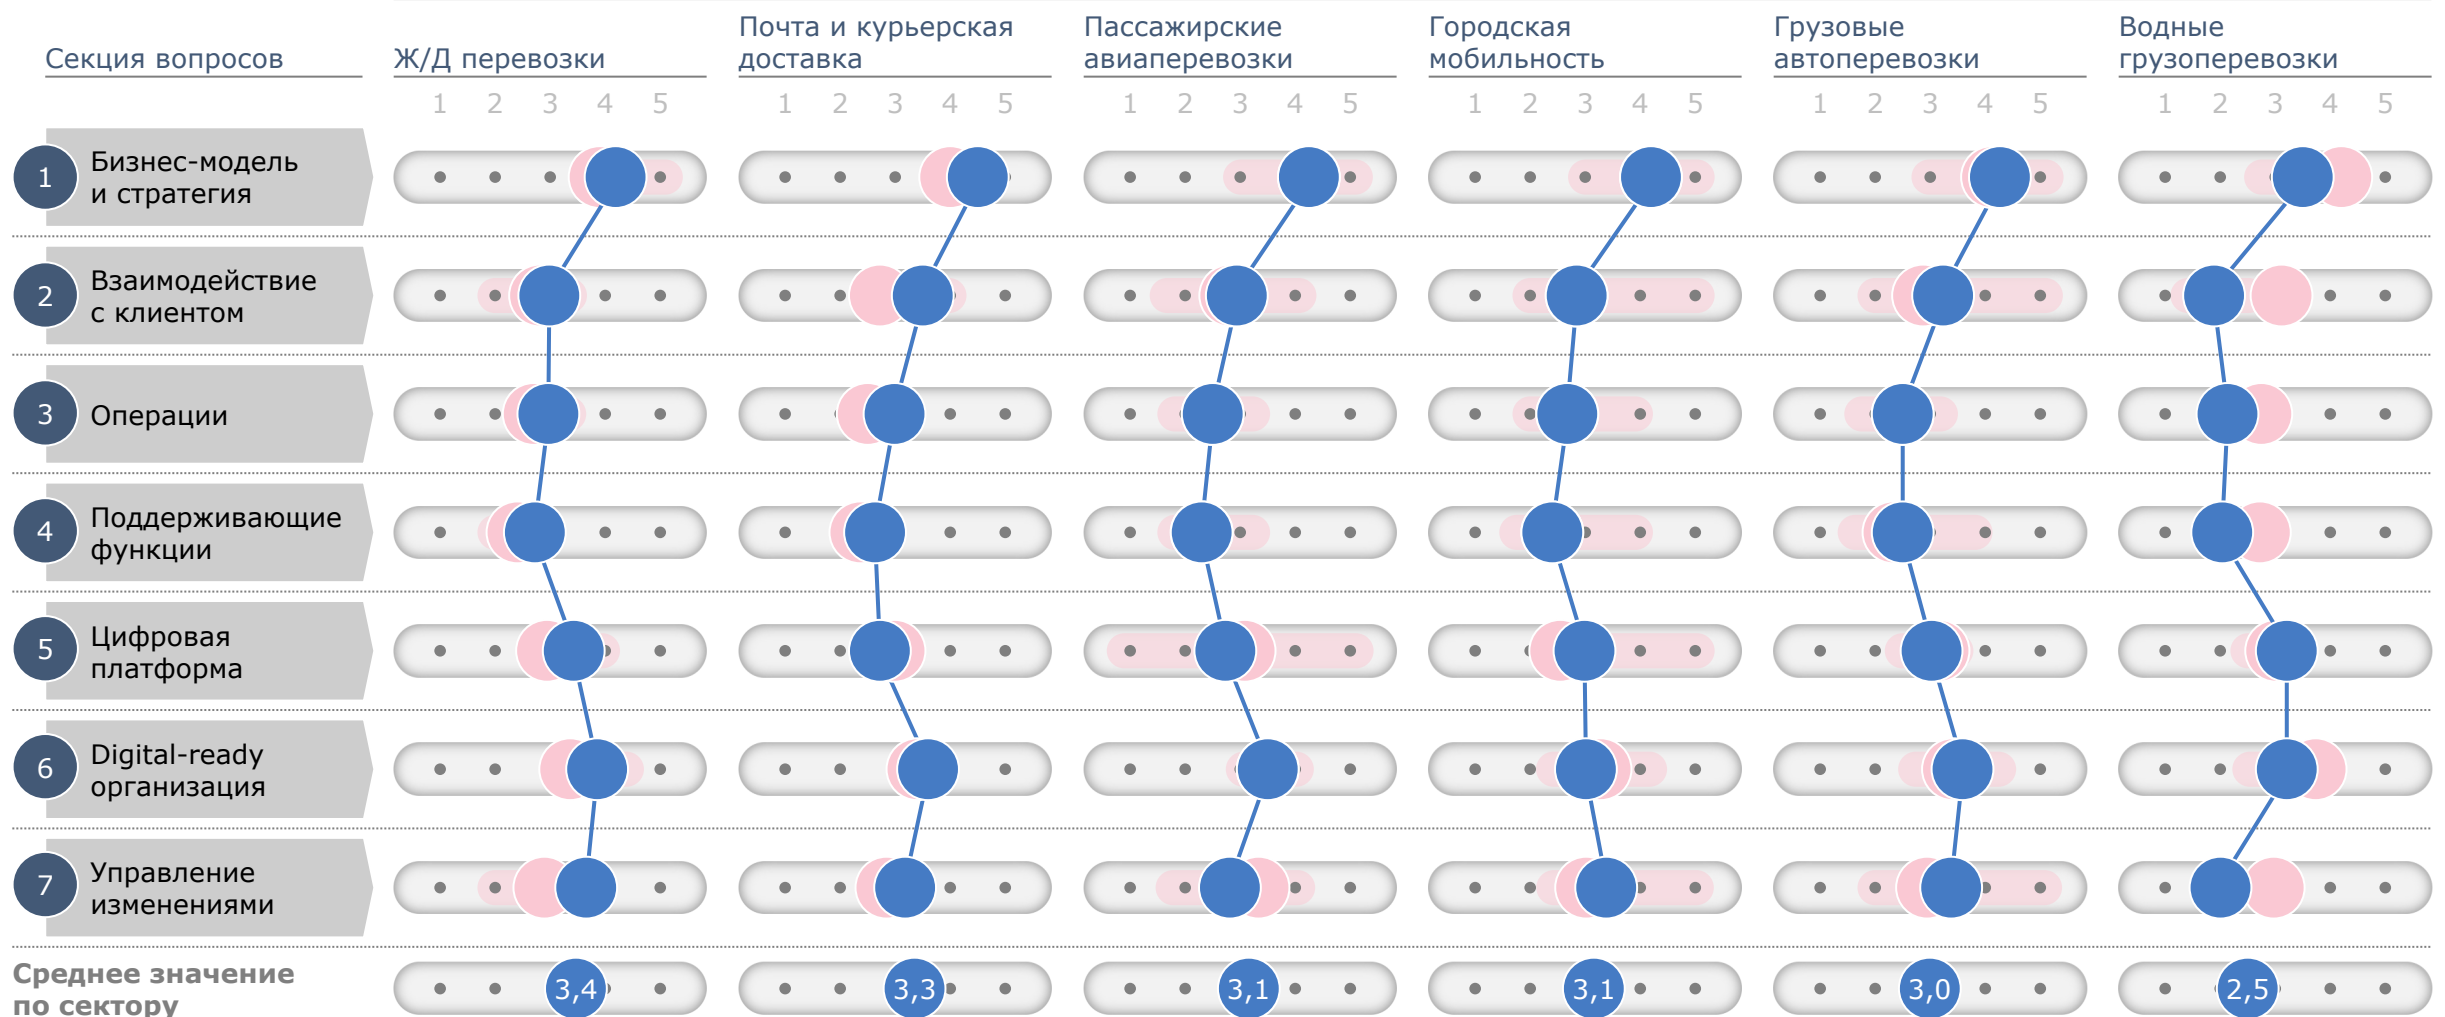 Секция вопросов
Ж/Д перевозки
Почта и курьерская
доставка
Пассажирские
авиаперевозки
Городская
мобильность
Грузовые
автоперевозки
Водные
грузоперевозки
1 2 3 4 5
1 2 3 4 5
1 2 3 4 5
1 2 3 4 5
1 2 3 4 5
1 2 3 4 5
1
Бизнес-модель
и стратегия
2
Взаимодействие
с клиентом
3
Операции
4
Поддерживающие
функции
5
Цифровая
платформа
6
Digital-ready
организация
7
Управление
изменениями
Среднее значение
по сектору
3,4
3,3
3,1
3,1
3,0
2,5